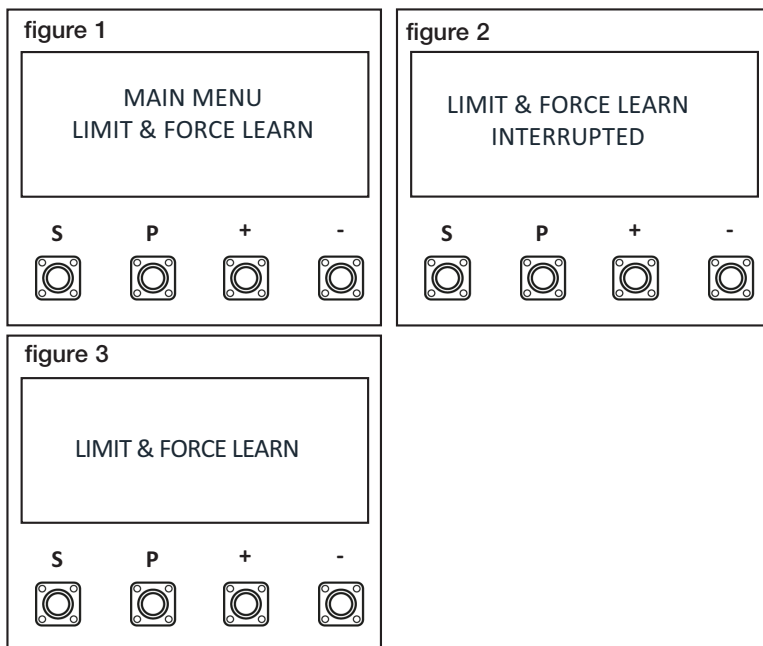 figure 1
MAIN MENU
LIMIT & FORCE LEARN
S P + -
figure 2
LIMIT & FORCE LEARN
INTERRUPTED
S P + -
figure 3
LIMIT & FORCE LEARN
S P + -